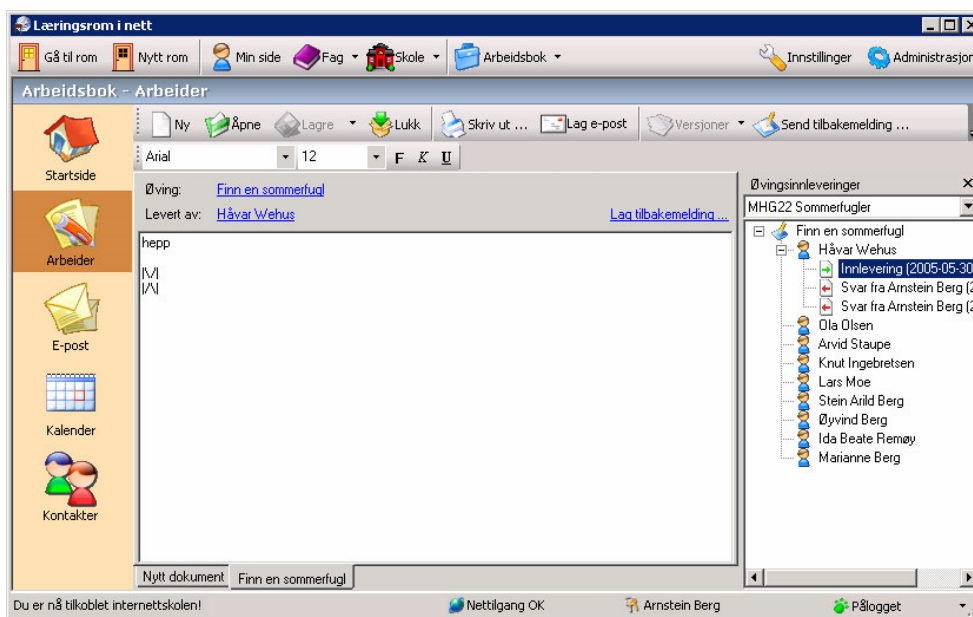 Læringsrom i nett
Gå til rom Nytt rom Min side Fag Skole Arbeidsbok Innstillinger Administrasjon
Arbeidsbok - Arbeider
Startside
Arbeider
E-post
Kalender
Kontakter
Ny Åpne Lagre Lukk Skriv ut ... Lag e-post Versjoner Send tilbakemelding ...
Arial 12 F K U
Øving: Finn en sommerfugl
Levert av: Håvar Wehus Lag tilbakemelding ...
hepp
|\/|
|/\|
Nytt dokument Finn en sommerfugl
Øvingsinnleveringer
MHG22 Sommerfugler
Finn en sommerfugl
Håvar Wehus
Innlevering (2005-05-30
Svar fra Arnstein Berg (2
Svar fra Arnstein Berg (2
Ola Olsen
Arvid Staupe
Knut Ingebretsen
Lars Moe
Stein Arild Berg
Øyvind Berg
Ida Beate Remøy
Marianne Berg
Du er nå tilkoblet internettskolen! Nettilgang OK Arnstein Berg Pålogget